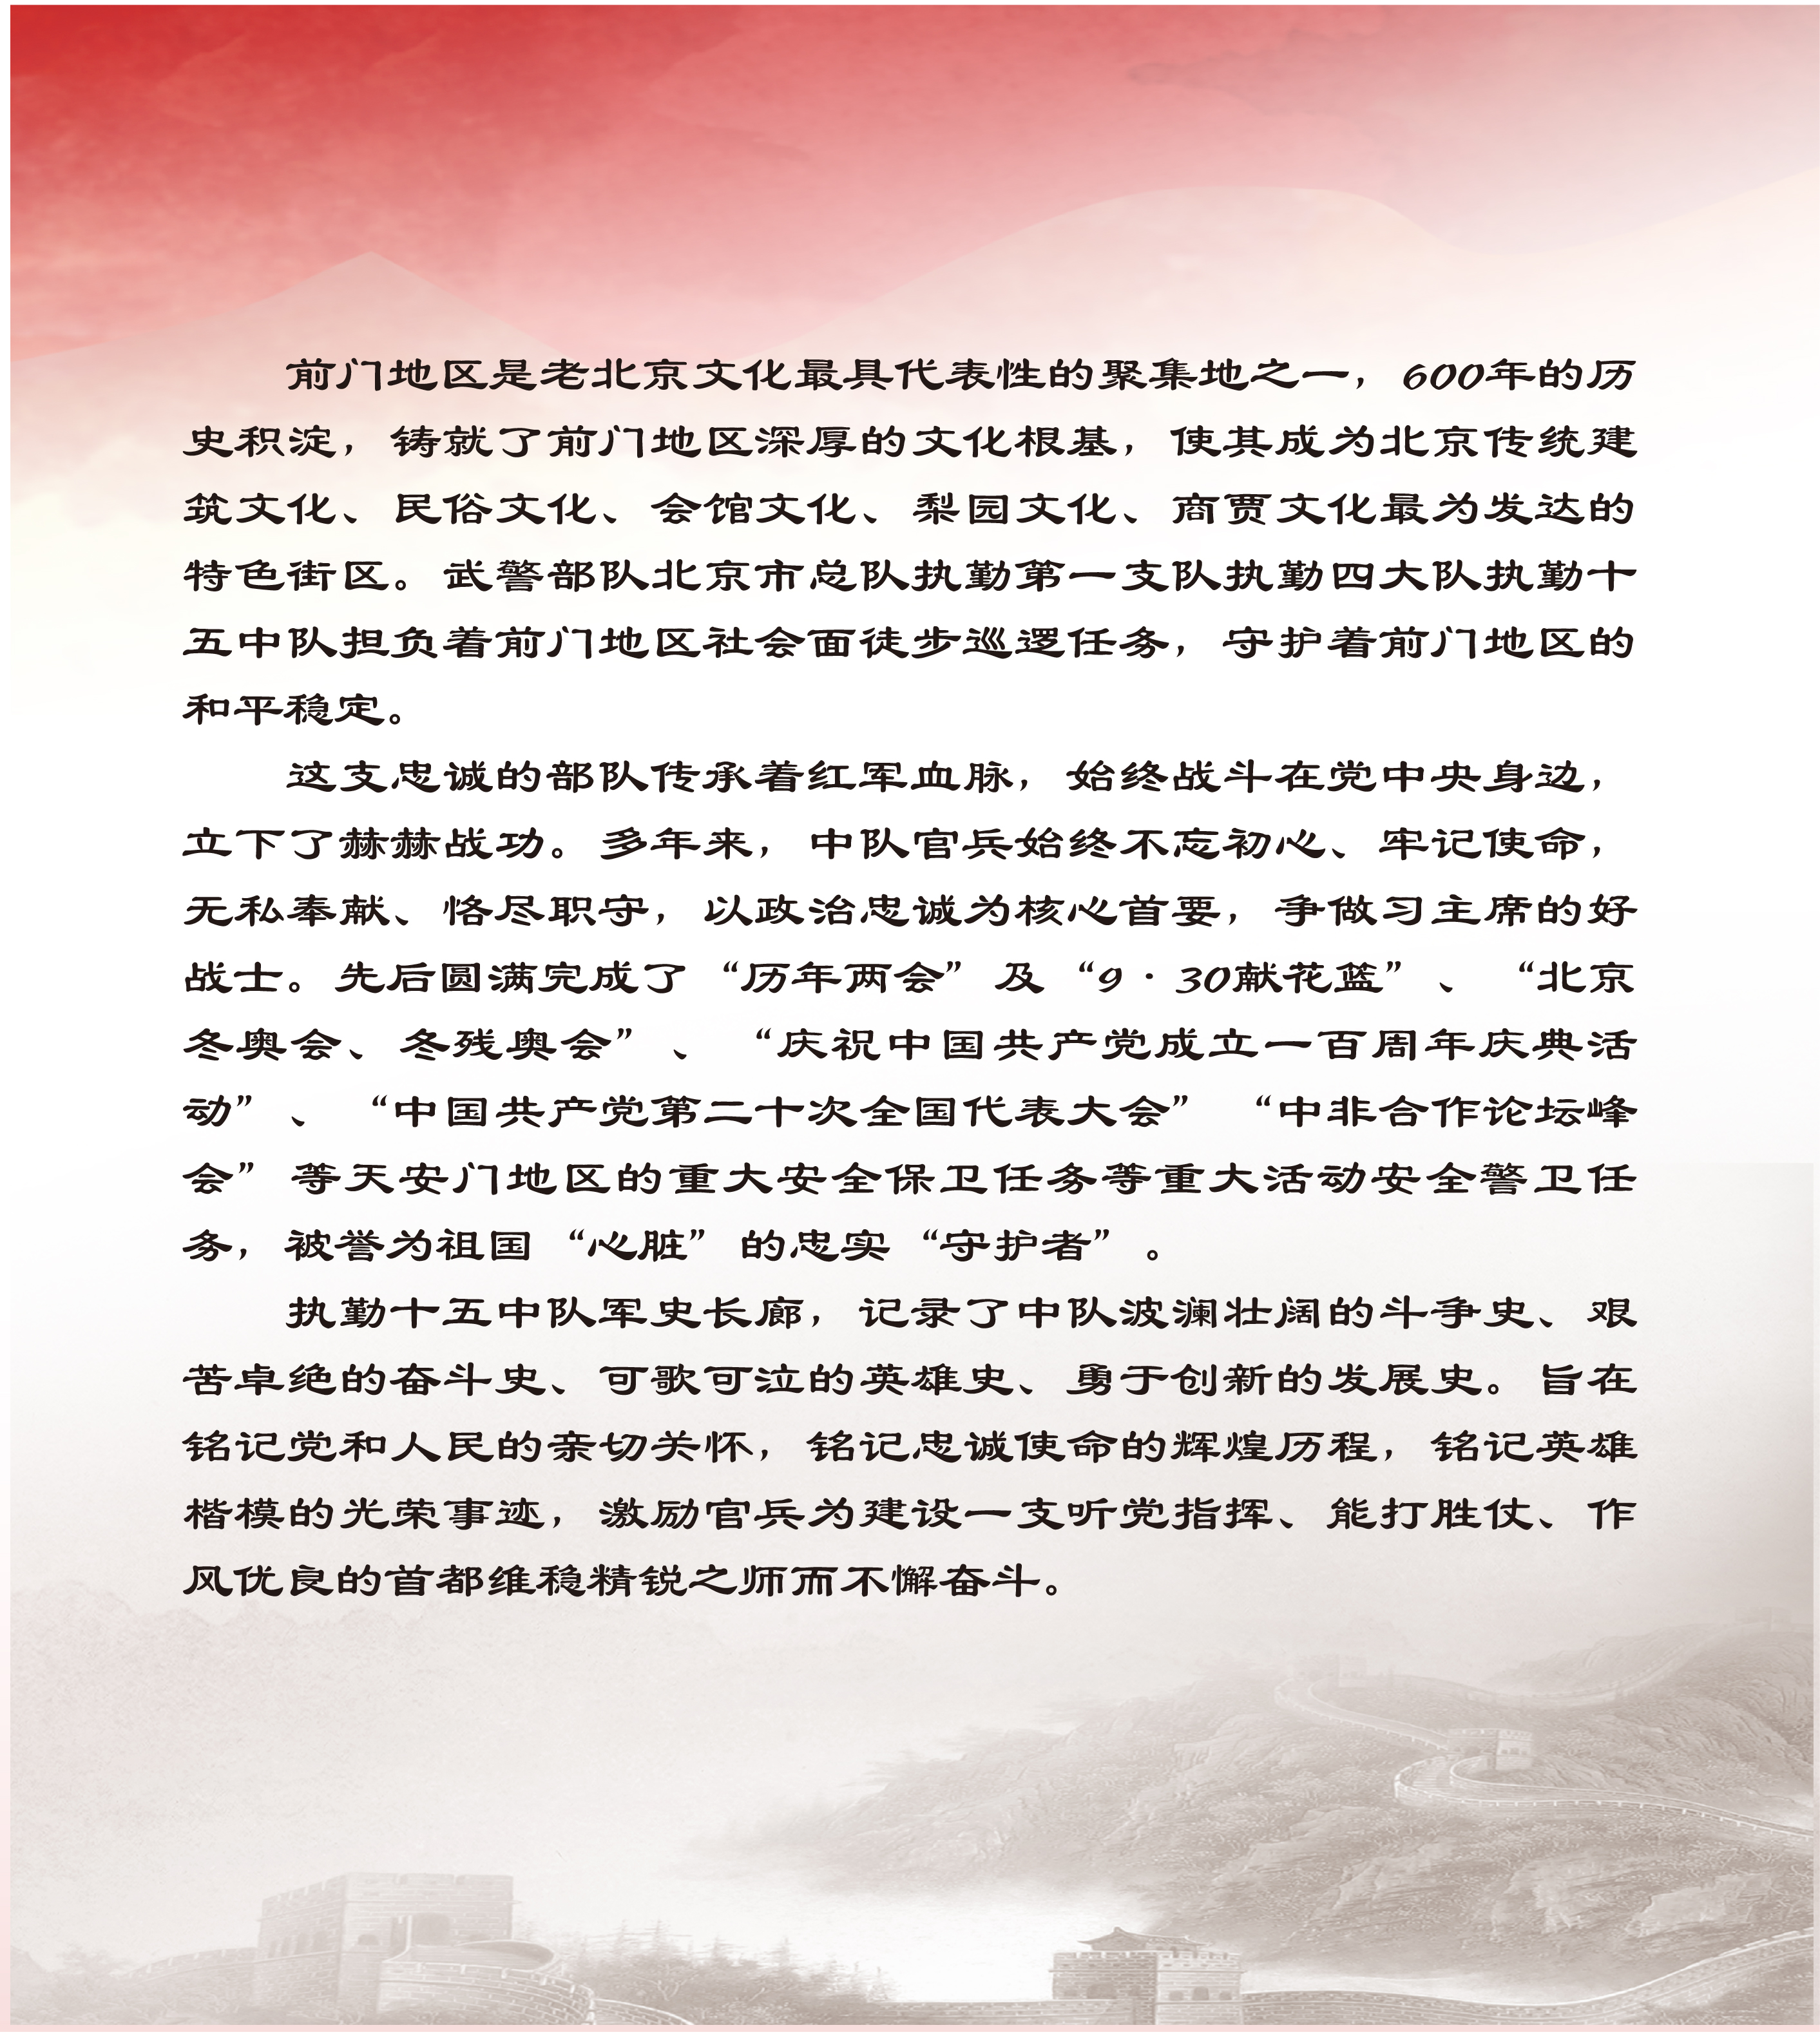 前门地区是老北京文化最具代表性的聚集地之一，600年的历
史积淀，铸就了前门地区深厚的文化根基，使其成为北京传统建
筑文化、民俗文化、会馆文化、梨园文化、商贾文化最为发达的
特色街区。武警部队北京市总队执勤第一支队执勤四大队执勤十
五中队担负着前门地区社会面徒步巡逻任务，守护着前门地区的
和平稳定。
这支忠诚的部队传承着红军血脉，始终战斗在党中央身边，
立下了赫赫战功。多年来，中队官兵始终不忘初心、牢记使命，
无私奉献、恪尽职守，以政治忠诚为核心首要，争做习主席的好
战士。先后圆满完成了“历年两会”及“9·30献花篮”、“北京
冬奥会、冬残奥会”、“庆祝中国共产党成立一百周年庆典活
动”、“中国共产党第二十次全国代表大会”“中非合作论坛峰
会”等天安门地区的重大安全保卫任务等重大活动安全警卫任
务，被誉为祖国“心脏”的忠实“守护者”。
执勤十五中队军史长廊，记录了中队波澜壮阔的斗争史、艰
苦卓绝的奋斗史、可歌可泣的英雄史、勇于创新的发展史。旨在
铭记党和人民的亲切关怀，铭记忠诚使命的辉煌历程，铭记英雄
楷模的光荣事迹，激励官兵为建设一支听党指挥、能打胜仗、作
风优良的首都维稳精锐之师而不懈奋斗。